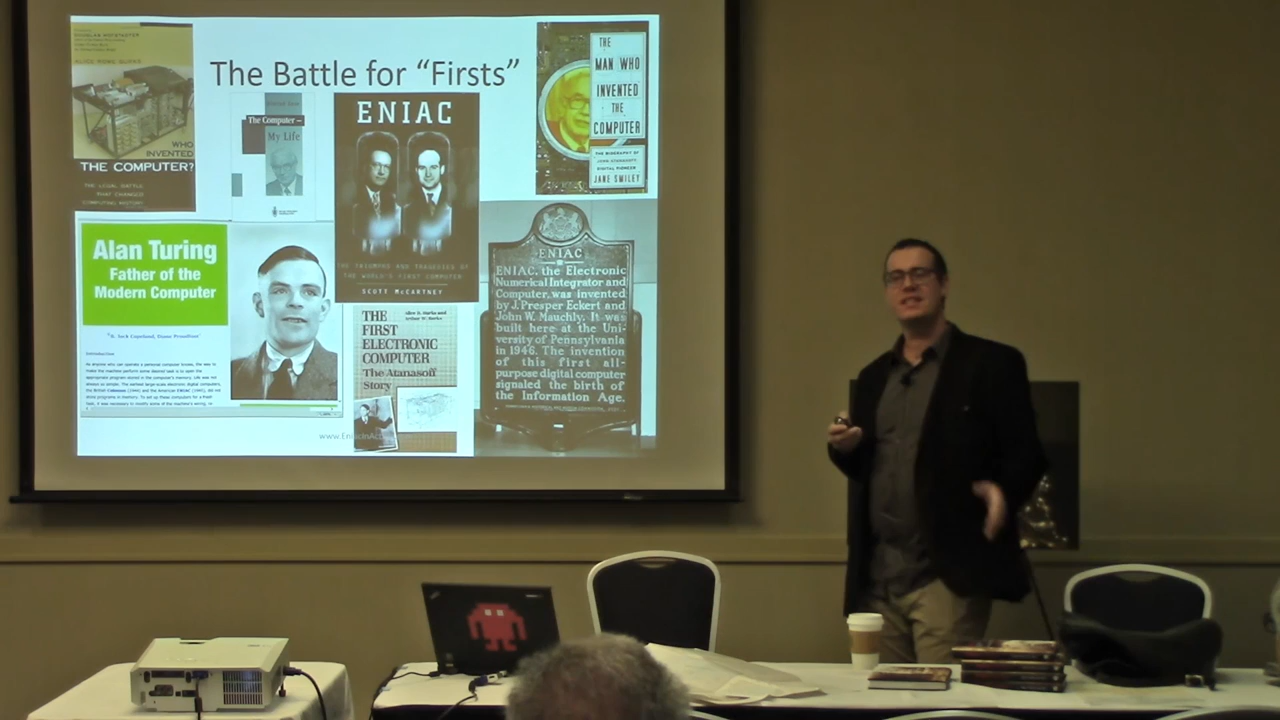 The Battle for "Firsts"
DOUGLAS HOFSTADTER
ALICE ROWE BURKS
WHO
INVENTED
THE COMPUTER?
THE LEGAL BATTLE
THAT CHANGED
COMPUTING HISTORY
The Computer –
My Life
ENIAC
THE TRIUMPHS AND TRAGEDIES OF
THE WORLD'S FIRST COMPUTER
SCOTT McCARTNEY
THE
MAN WHO
INVENTED
THE
COMPUTER
THE BIOGRAPHY OF
JOHN ATANASOFF,
DIGITAL PIONEER
JANE SMILEY
Alan Turing
Father of the
Modern Computer
B. Jack Copeland, Diane Proudfoot
Introduction
THE
FIRST
ELECTRONIC
COMPUTER
The Atanasoff
Story
Alice R. Burks and
Arthur W. Burks
ENIAC
ENIAC, the Electronic
Numerical Integrator and
Computer, was invented
by J. Presper Eckert and
John W. Mauchly. It was
built here at the Uni-
versity of Pennsylvania
in 1946. The invention
of this first all-
purpose digital computer
signaled the birth of
the Information Age.